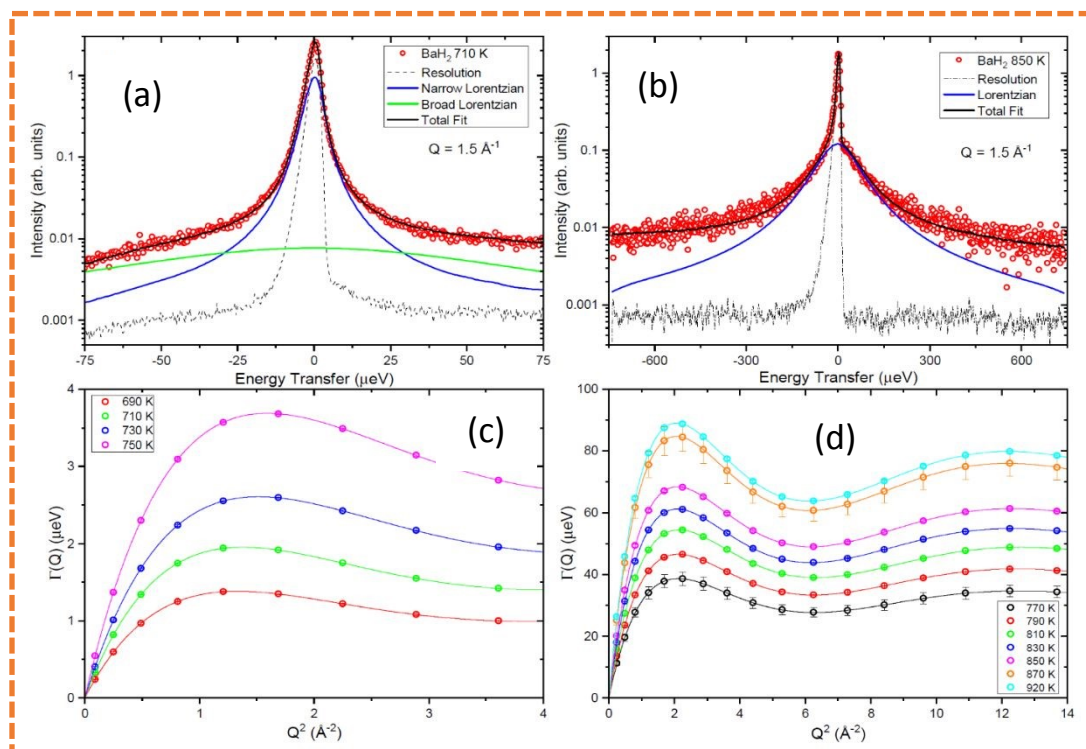 (a)
BaH₂ 710 K
Resolution
Narrow Lorentzian
Broad Lorentzian
Total Fit
Q = 1.5 Å⁻¹
Intensity (arb. units)
1
0.1
0.01
0.001
-75 -50 -25 0 25 50 75
Energy Transfer (μeV)
(b)
BaH₂ 850 K
Resolution
Lorentzian
Total Fit
Q = 1.5 Å⁻¹
Intensity (arb. units)
1
0.1
0.01
0.001
-600 -300 0 300 600
Energy Transfer (μeV)
(c)
690 K
710 K
730 K
750 K
Γ(Q) (μeV)
4
3
2
1
0
0 1 2 3 4
Q² (Å⁻²)
(d)
Γ(Q) (μeV)
100
80
60
40
20
0
770 K
790 K
810 K
830 K
850 K
870 K
920 K
0 2 4 6 8 10 12 14
Q² (Å⁻²)